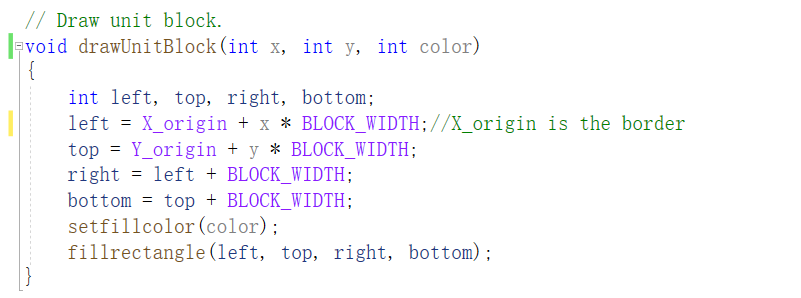 // Draw unit block.
void drawUnitBlock(int x, int y, int color)
{
int left, top, right, bottom;
left = X_origin + x * BLOCK_WIDTH;//X_origin is the border
top = Y_origin + y * BLOCK_WIDTH;
right = left + BLOCK_WIDTH;
bottom = top + BLOCK_WIDTH;
setfillcolor(color);
fillrectangle(left, top, right, bottom);
}